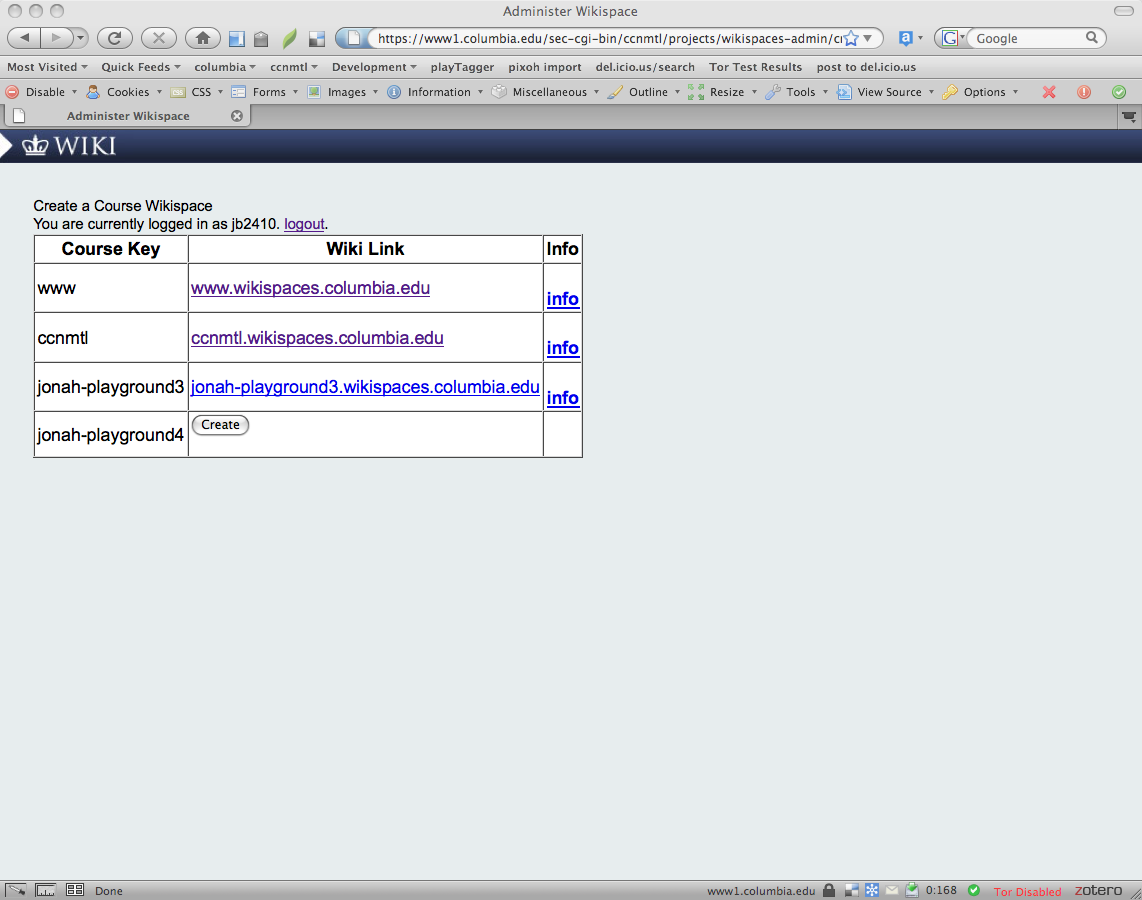 Administer Wikispace
https://www1.columbia.edu/sec-cgi-bin/ccnmtl/projects/wikispaces-admin/cr
Google
Most Visited Quick Feeds columbia ccnmtl Development playTagger pixoh import del.icio.us/search Tor Test Results post to del.icio.us
Disable Cookies CSS Forms Images Information Miscellaneous Outline Resize Tools View Source Options
Administer Wikispace
WIKI
Create a Course Wikispace
You are currently logged in as jb2410. logout.
Course Key Wiki Link Info
www www.wikispaces.columbia.edu info
ccnmtl ccnmtl.wikispaces.columbia.edu info
jonah-playground3 jonah-playground3.wikispaces.columbia.edu info
jonah-playground4 Create
Done www1.columbia.edu 0:168 Tor Disabled zotero